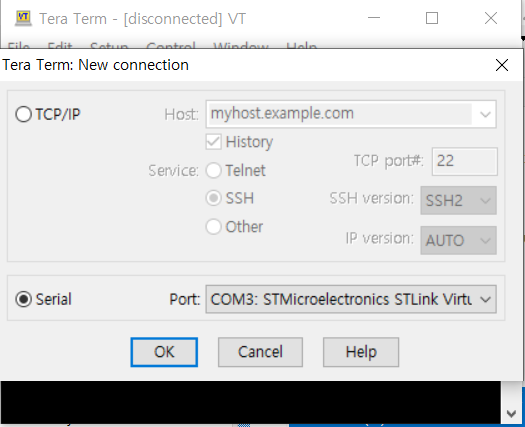 Tera Term - [disconnected] VT
File Edit Setup Control Window Help
Tera Term: New connection
TCP/IP Host: myhost.example.com
History
Service: Telnet TCP port#: 22
SSH SSH version: SSH2
Other IP version: AUTO
Serial Port: COM3: STMicroelectronics STLink Virtu
OK Cancel Help